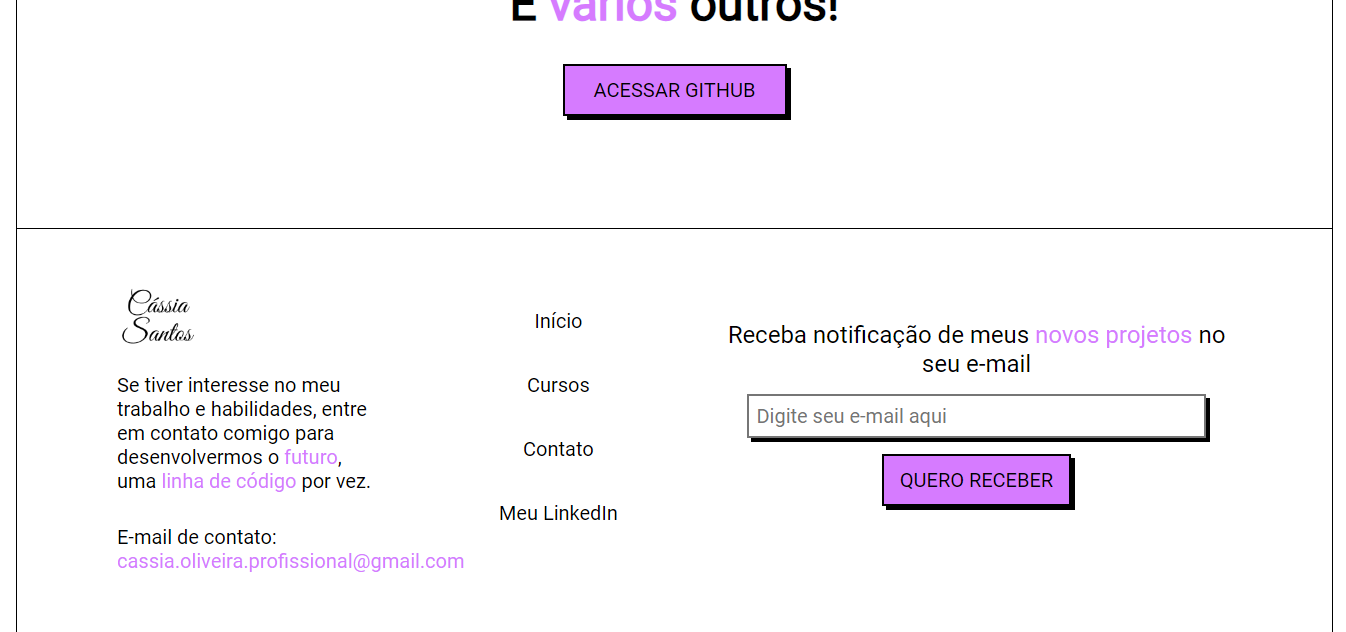 E vários outros!
ACESSAR GITHUB
Cássia
Santos
Se tiver interesse no meu
trabalho e habilidades, entre
em contato comigo para
desenvolvermos o futuro,
uma linha de código por vez.
E-mail de contato:
cassia.oliveira.profissional@gmail.com
Início
Cursos
Contato
Meu LinkedIn
Receba notificação de meus novos projetos no
seu e-mail
Digite seu e-mail aqui
QUERO RECEBER